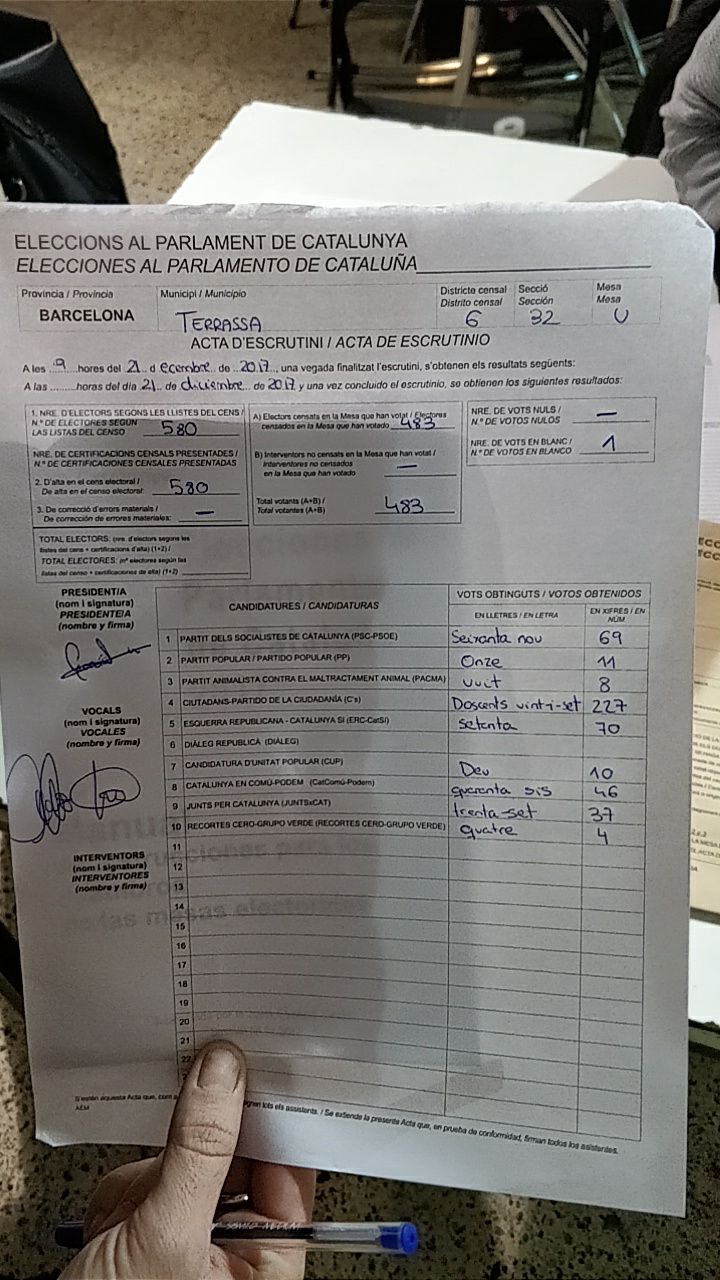 ELECCIONS AL PARLAMENT DE CATALUNYA
ELECCIONES AL PARLAMENTO DE CATALUÑA
Provincia / Provincia
BARCELONA
Municipi / Municipio
TERRASSA
Districte censal
Distrito censal
6
Secció
Sección
32
Mesa
Mesa
U
ACTA D'ESCRUTINI / ACTA DE ESCRUTINIO
A les ..9.. hores del 21.. d ecembre.. de ..2017.., una vegada finalitzat l'escrutini, s'obtenen els resultats següents:
A las .......... horas del día 21.. de diciembre.. de 2017 y una vez concluido el escrutinio, se obtienen los siguientes resultados:
1. NRE. D'ELECTORS SEGONS LES LLISTES DEL CENS /
N.º DE ELECTORES SEGÚN
LAS LISTAS DEL CENSO 580
NRE. DE CERTIFICACIONS CENSALS PRESENTADES /
N.º DE CERTIFICACIONES CENSALES PRESENTADAS
2. D'alta en el cens electoral /
De alta en el censo electoral: 580
3. De correcció d'errors materials /
De corrección de errores materiales: —
TOTAL ELECTORS: (nre. d'electors segons les
llistes del cens + certificacions d'alta) (1+2) /
TOTAL ELECTORES: (nº electores según las
listas del censo + certificaciones de alta) (1+2)
A) Electors censats en la Mesa que han votat / Electores
censados en la Mesa que han votado 483
B) Interventors no censats en la Mesa que han votat /
Interventores no censados
en la Mesa que han votado —
Total votants (A+B) /
Total votantes (A+B) 483
NRE. DE VOTS NULS /
N.º DE VOTOS NULOS —
NRE. DE VOTS EN BLANC /
N.º DE VOTOS EN BLANCO 1
PRESIDENT/A
(nom i signatura)
PRESIDENTE/A
(nombre y firma)
VOCALS
(nom i signatura)
VOCALES
(nombre y firma)
INTERVENTORS
(nom i signatura)
INTERVENTORES
(nombre y firma)
CANDIDATURES / CANDIDATURAS
VOTS OBTINGUTS / VOTOS OBTENIDOS
EN LLETRES / EN LETRA
EN XIFRES / EN NÚM
1 PARTIT DELS SOCIALISTES DE CATALUNYA (PSC-PSOE) Seixanta nou 69
2 PARTIT POPULAR / PARTIDO POPULAR (PP) Onze 11
3 PARTIT ANIMALISTA CONTRA EL MALTRACTAMENT ANIMAL (PACMA) vuit 8
4 CIUTADANS-PARTIDO DE LA CIUDADANÍA (C's) Doscents vint-i-set 227
5 ESQUERRA REPUBLICANA - CATALUNYA SÍ (ERC-CatSí) setenta 70
6 DIÀLEG REPUBLICÀ (DIÀLEG)
7 CANDIDATURA D'UNITAT POPULAR (CUP) Deu 10
8 CATALUNYA EN COMÚ-PODEM (CatComú-Podem) quaranta sis 46
9 JUNTS PER CATALUNYA (JUNTSxCAT) trenta-set 37
10 RECORTES CERO-GRUPO VERDE (RECORTES CERO-GRUPO VERDE) quatre 4
11
12
13
14
15
16
17
18
19
20
21
22
S'estén aquesta Acta que, com a
signen tots els assistents. / Se extiende la presente Acta que, en prueba de conformidad, firman todos los asistentes.